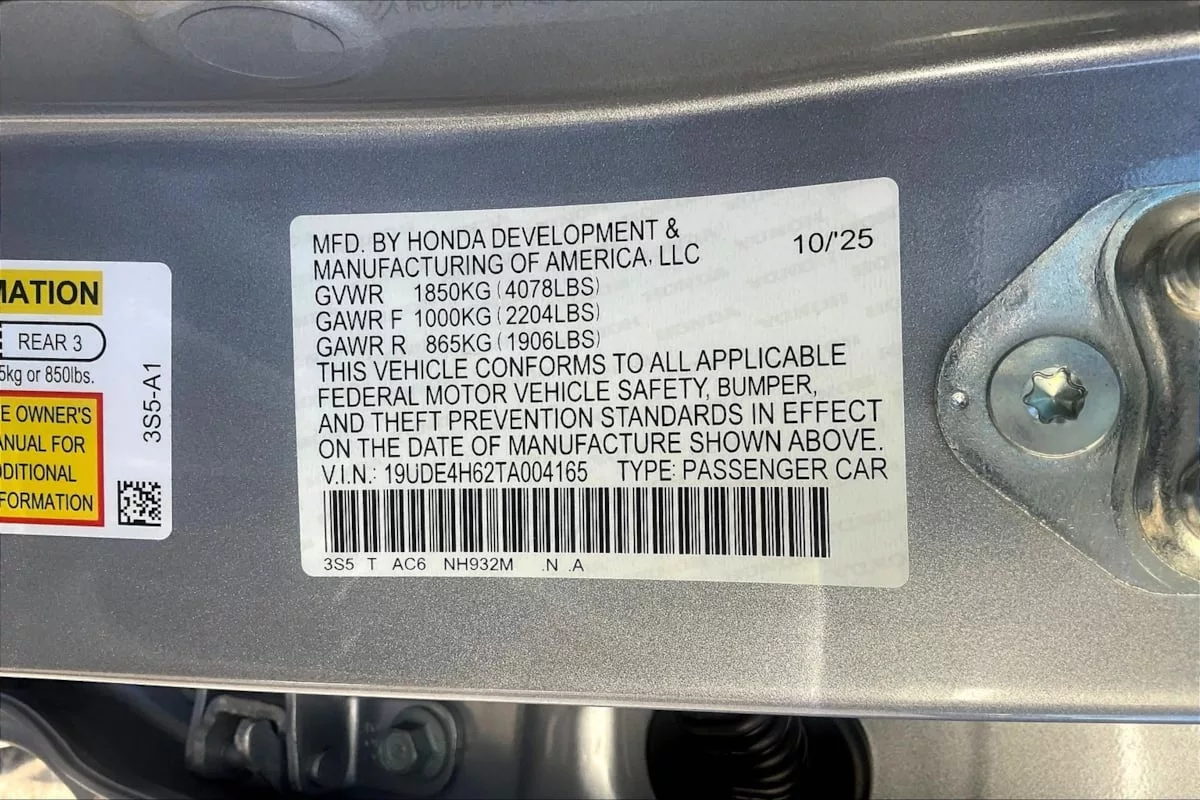 MATION
REAR 3
5kg or 850lbs.
E OWNER'S
ANUAL FOR
DDITIONAL
FORMATION
3S5-A1
MFD. BY HONDA DEVELOPMENT &
MANUFACTURING OF AMERICA, LLC
10/'25
GVWR 1850KG (4078LBS)
GAWR F 1000KG (2204LBS)
GAWR R 865KG (1906LBS)
THIS VEHICLE CONFORMS TO ALL APPLICABLE
FEDERAL MOTOR VEHICLE SAFETY, BUMPER,
AND THEFT PREVENTION STANDARDS IN EFFECT
ON THE DATE OF MANUFACTURE SHOWN ABOVE.
V.I.N.: 19UDE4H62TA004165 TYPE: PASSENGER CAR
3S5 T AC6 NH932M .N .A